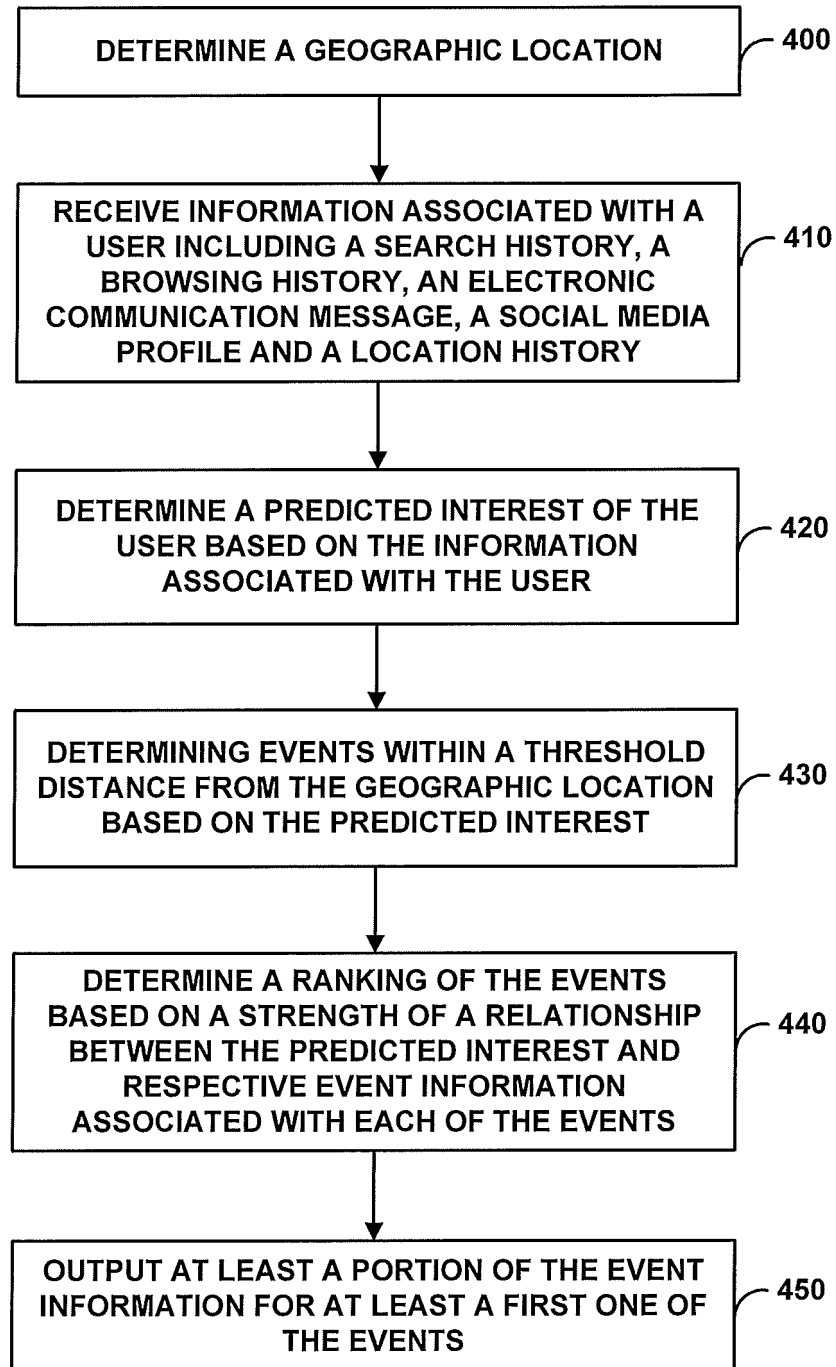 DETERMINE A GEOGRAPHIC LOCATION
400
RECEIVE INFORMATION ASSOCIATED WITH A
USER INCLUDING A SEARCH HISTORY, A
BROWSING HISTORY, AN ELECTRONIC
COMMUNICATION MESSAGE, A SOCIAL MEDIA
PROFILE AND A LOCATION HISTORY
410
DETERMINE A PREDICTED INTEREST OF THE
USER BASED ON THE INFORMATION
ASSOCIATED WITH THE USER
420
DETERMINING EVENTS WITHIN A THRESHOLD
DISTANCE FROM THE GEOGRAPHIC LOCATION
BASED ON THE PREDICTED INTEREST
430
DETERMINE A RANKING OF THE EVENTS
BASED ON A STRENGTH OF A RELATIONSHIP
BETWEEN THE PREDICTED INTEREST AND
RESPECTIVE EVENT INFORMATION
ASSOCIATED WITH EACH OF THE EVENTS
440
OUTPUT AT LEAST A PORTION OF THE EVENT
INFORMATION FOR AT LEAST A FIRST ONE OF
THE EVENTS
450